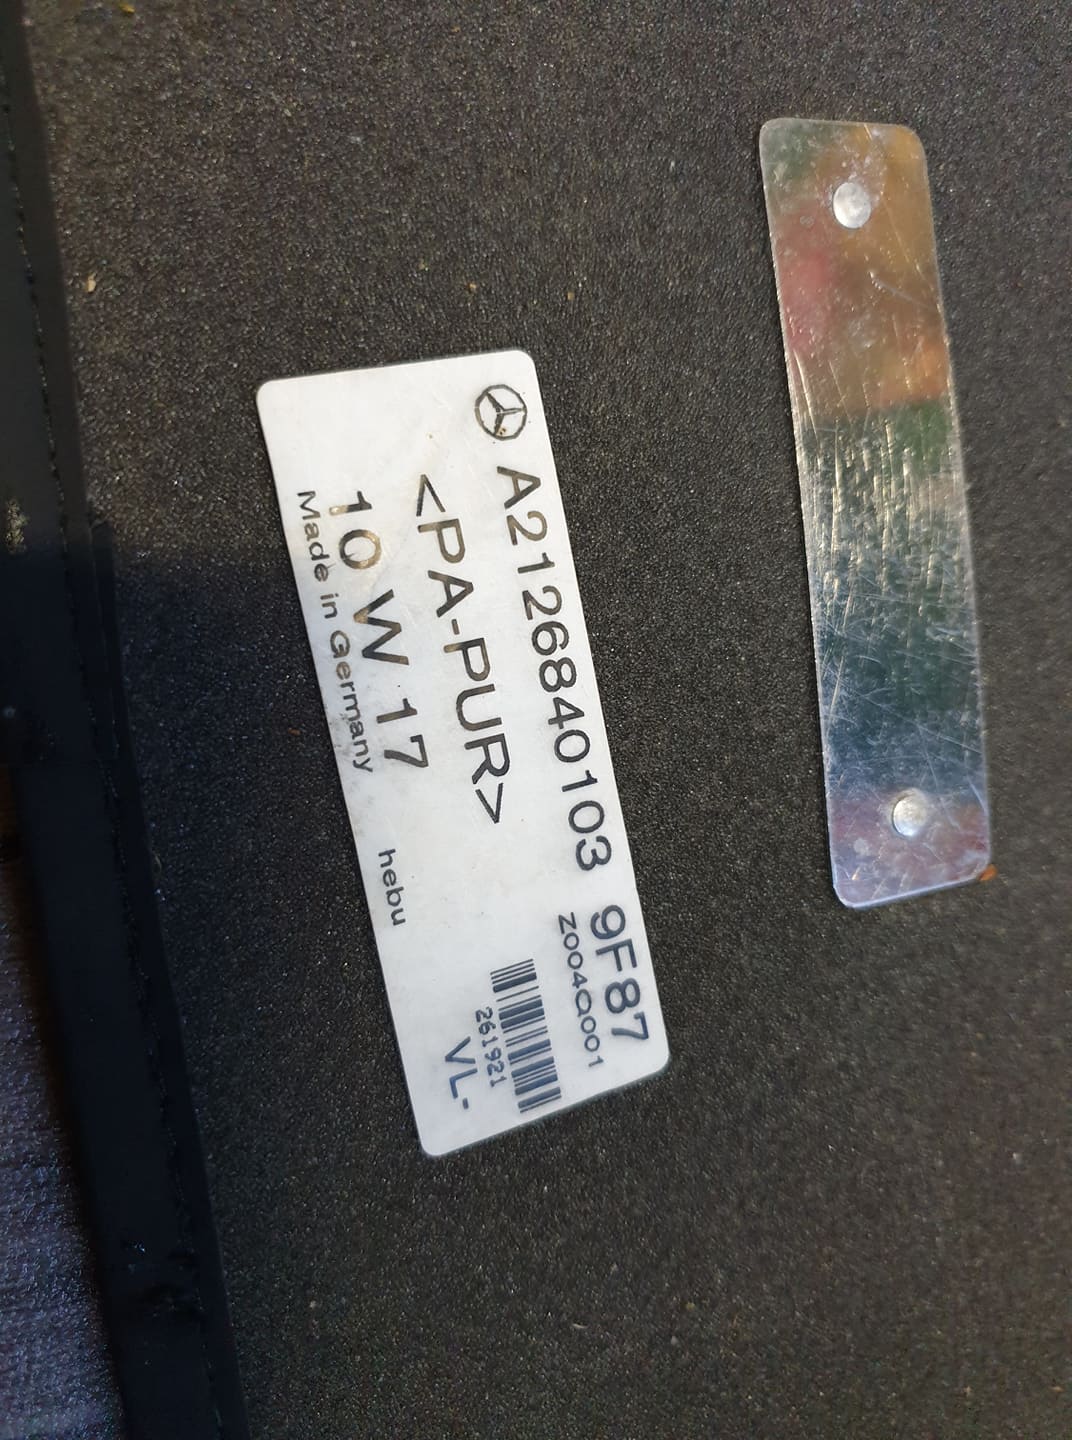 A2126840103 9F87
Z004Q001
<PA-PUR>
261921
10 W 17
VL-
Made in Germany
hebu